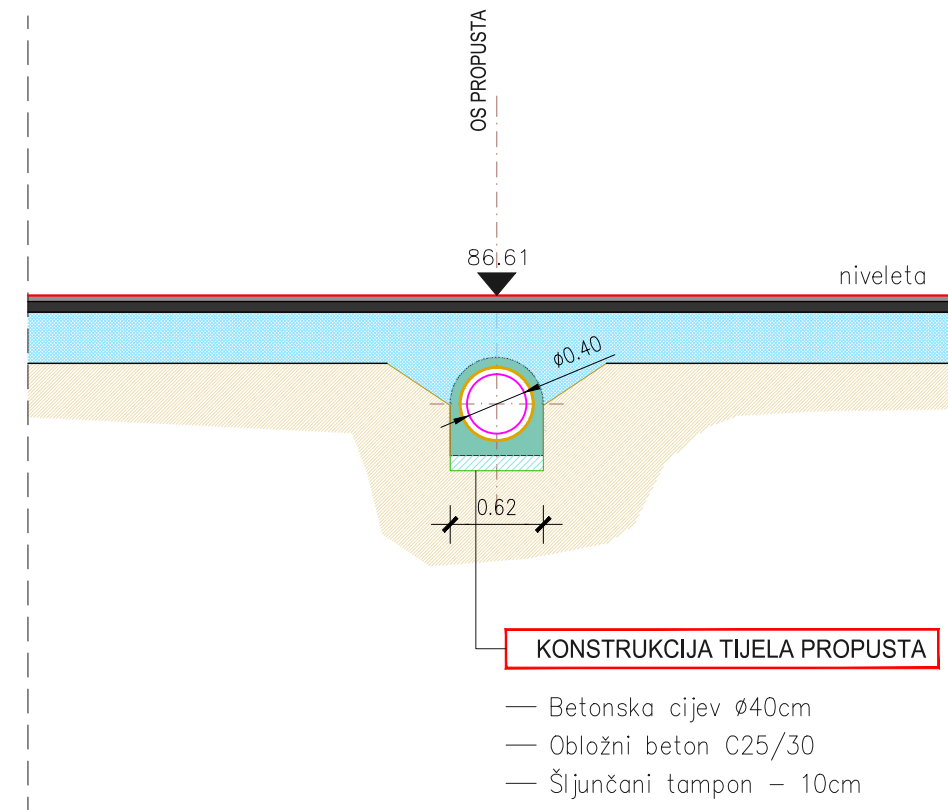 OS PROPUSTA
86.61
niveleta
ø0.40
0.62
KONSTRUKCIJA TIJELA PROPUSTA
— Betonska cijev Ø40cm
— Obložni beton C25/30
— Šljunčani tampon – 10cm